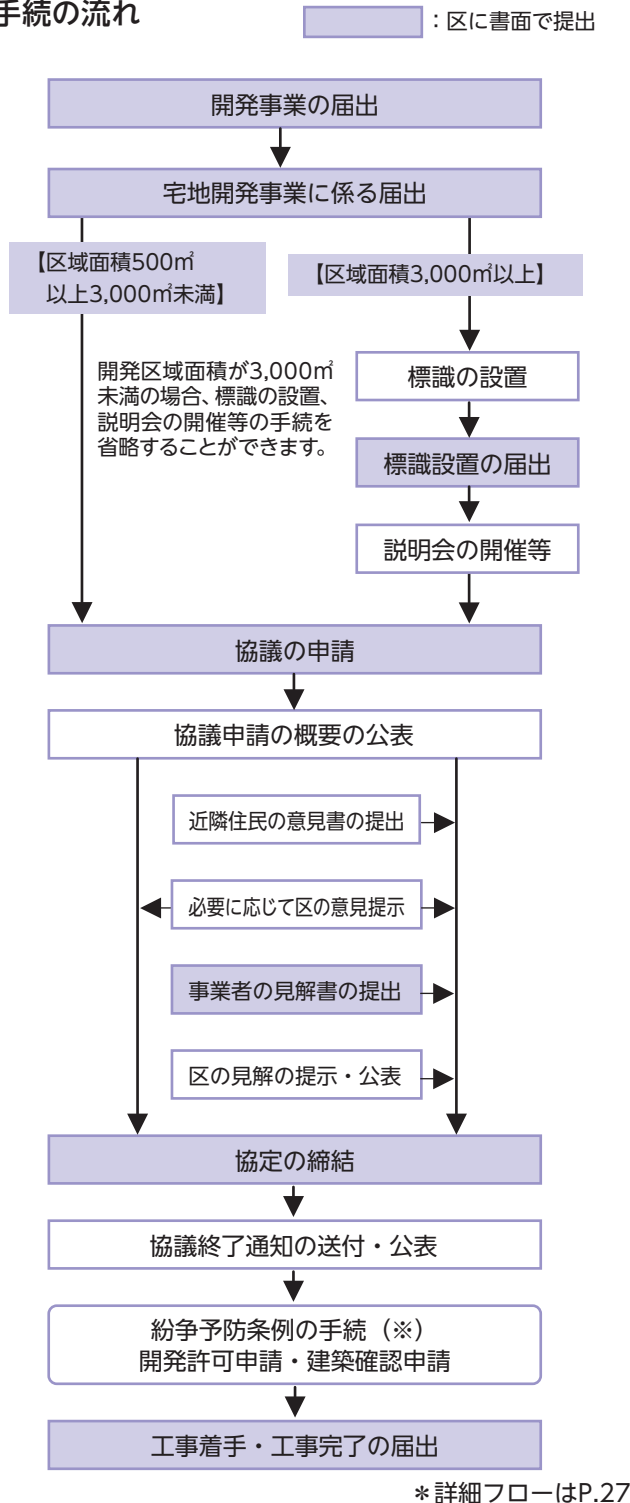 手続の流れ
：区に書面で提出
開発事業の届出
宅地開発事業に係る届出
【区域面積500㎡
以上3,000㎡未満】
【区域面積3,000㎡以上】
開発区域面積が3,000㎡
未満の場合、標識の設置、
説明会の開催等の手続を
省略することができます。
標識の設置
標識設置の届出
説明会の開催等
協議の申請
協議申請の概要の公表
近隣住民の意見書の提出
必要に応じて区の意見提示
事業者の見解書の提出
区の見解の提示・公表
協定の締結
協議終了通知の送付・公表
紛争予防条例の手続（※）
開発許可申請・建築確認申請
工事着手・工事完了の届出
＊詳細フローはP.27